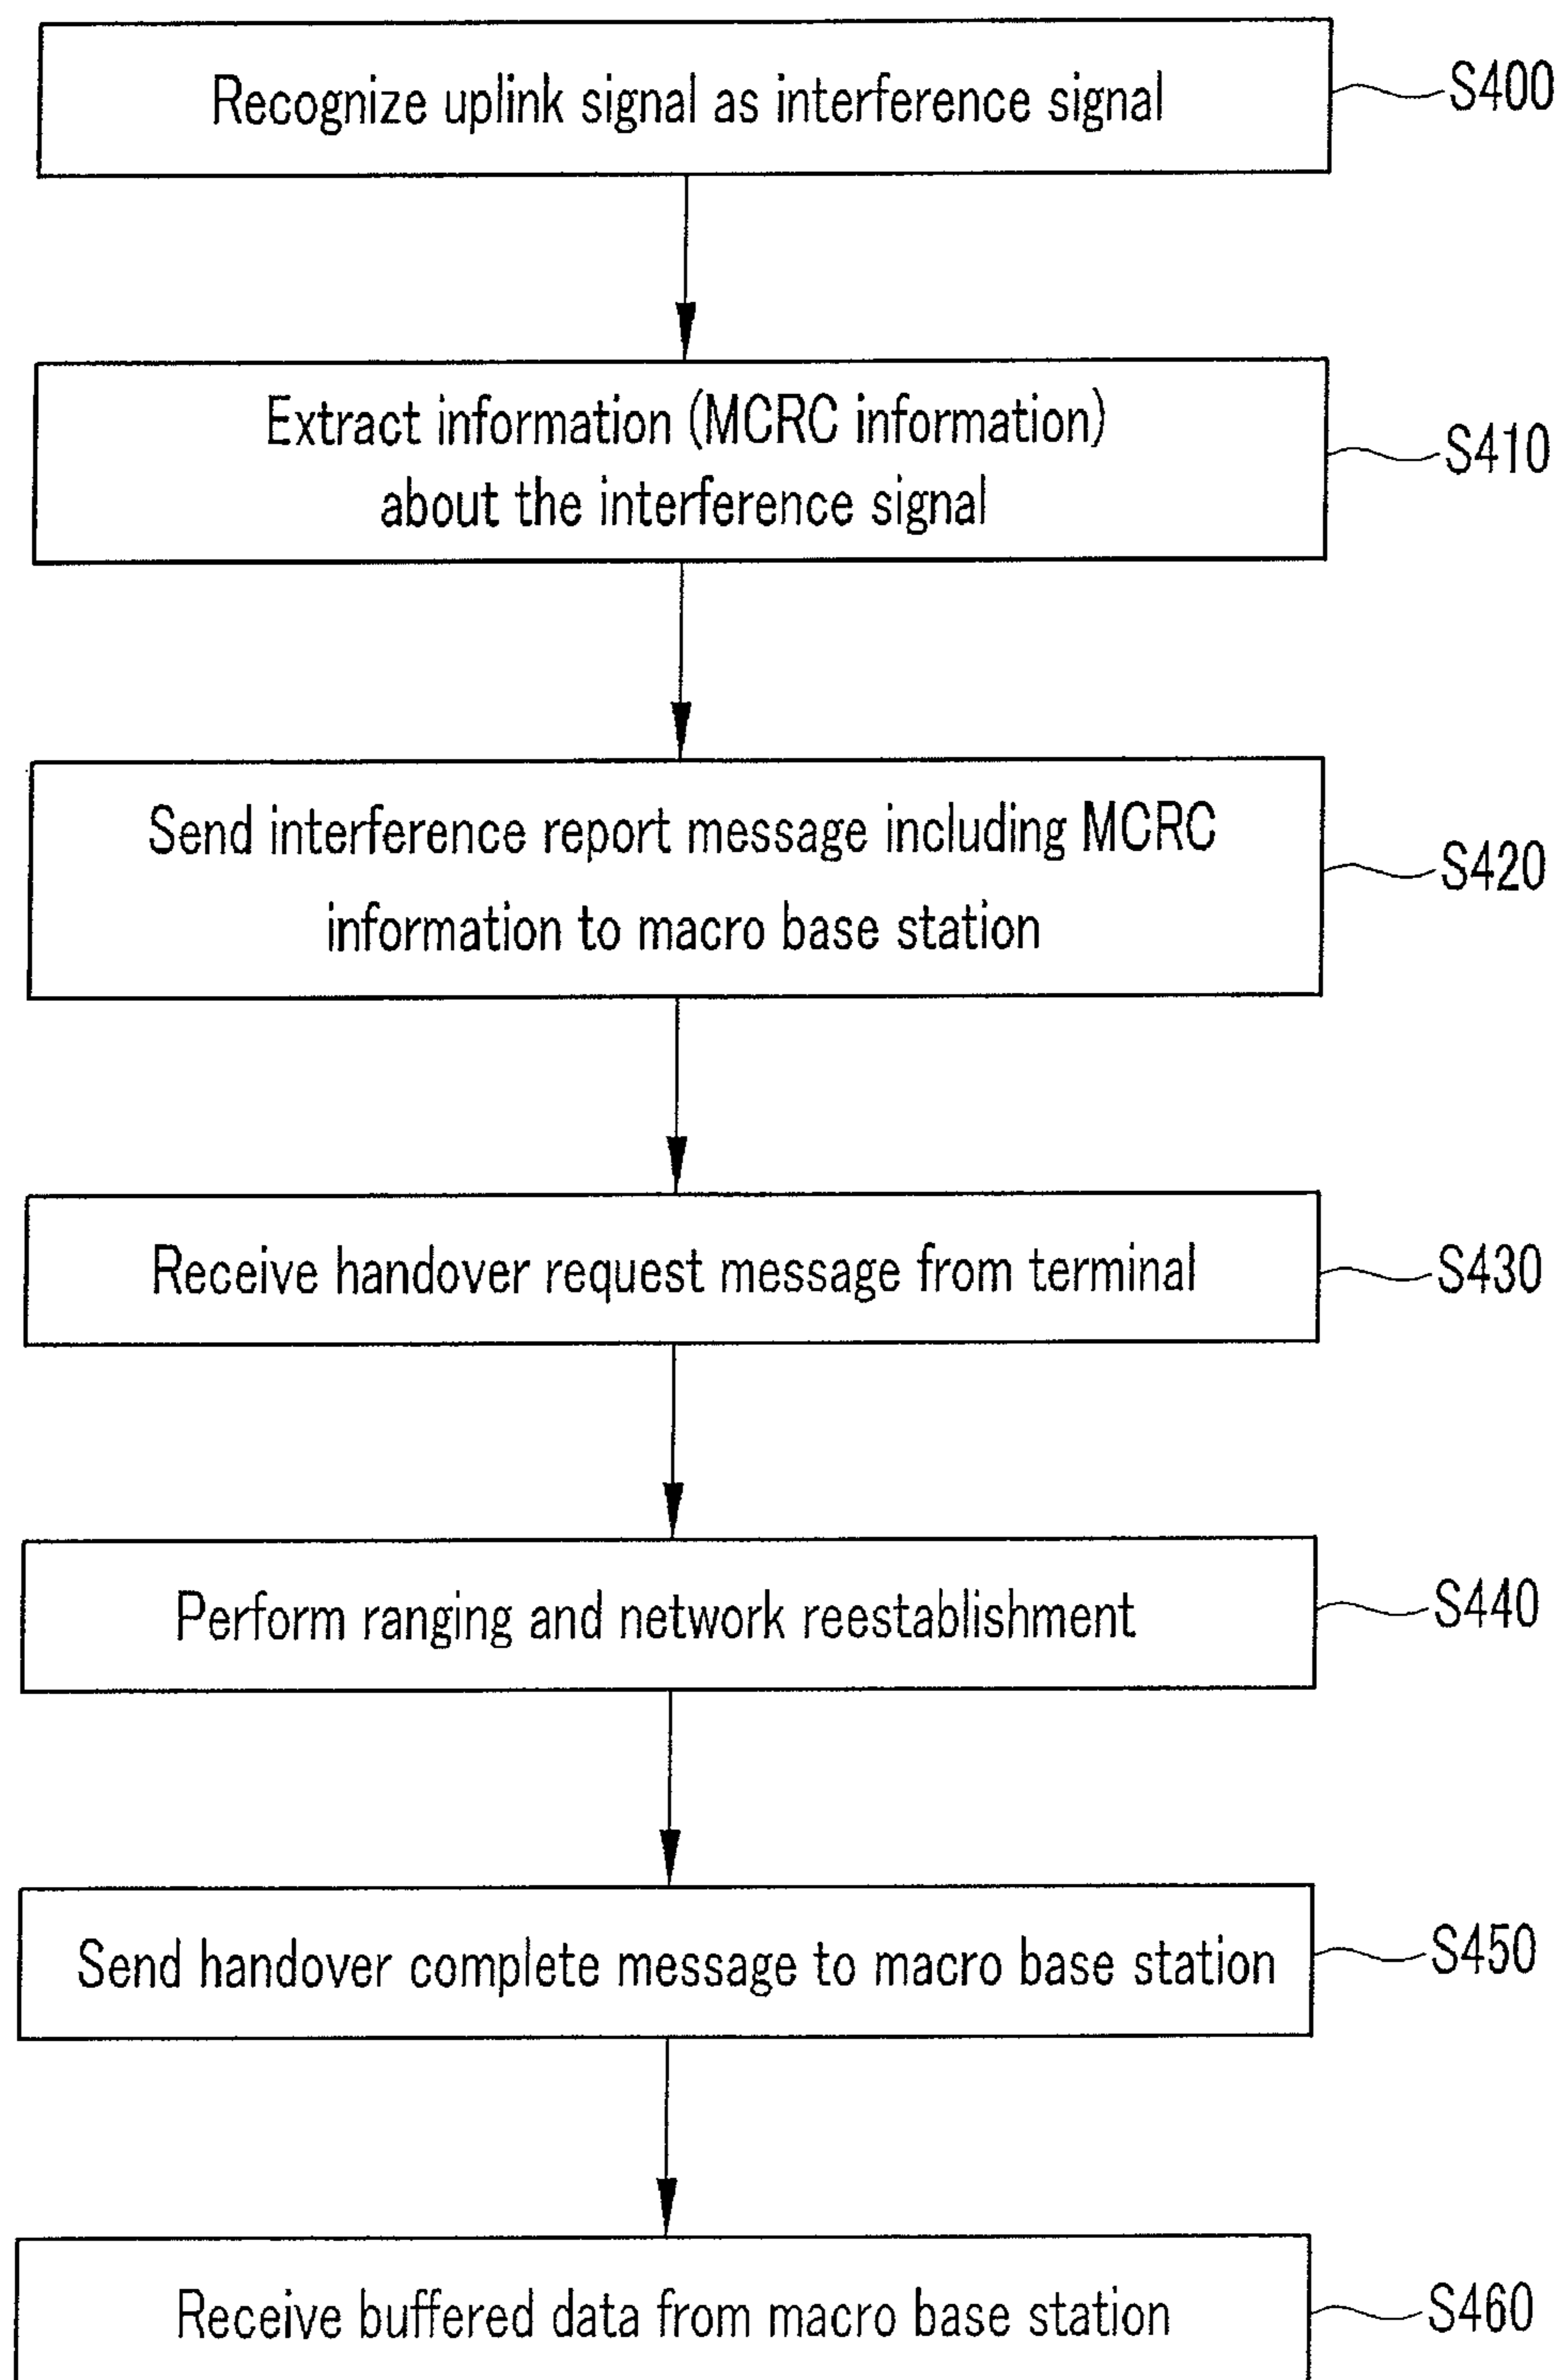 Recognize uplink signal as interference signal
S400
Extract information (MCRC information)
about the interference signal
S410
Send interference report message including MCRC
information to macro base station
S420
Receive handover request message from terminal
S430
Perform ranging and network reestablishment
S440
Send handover complete message to macro base station
S450
Receive buffered data from macro base station
S460